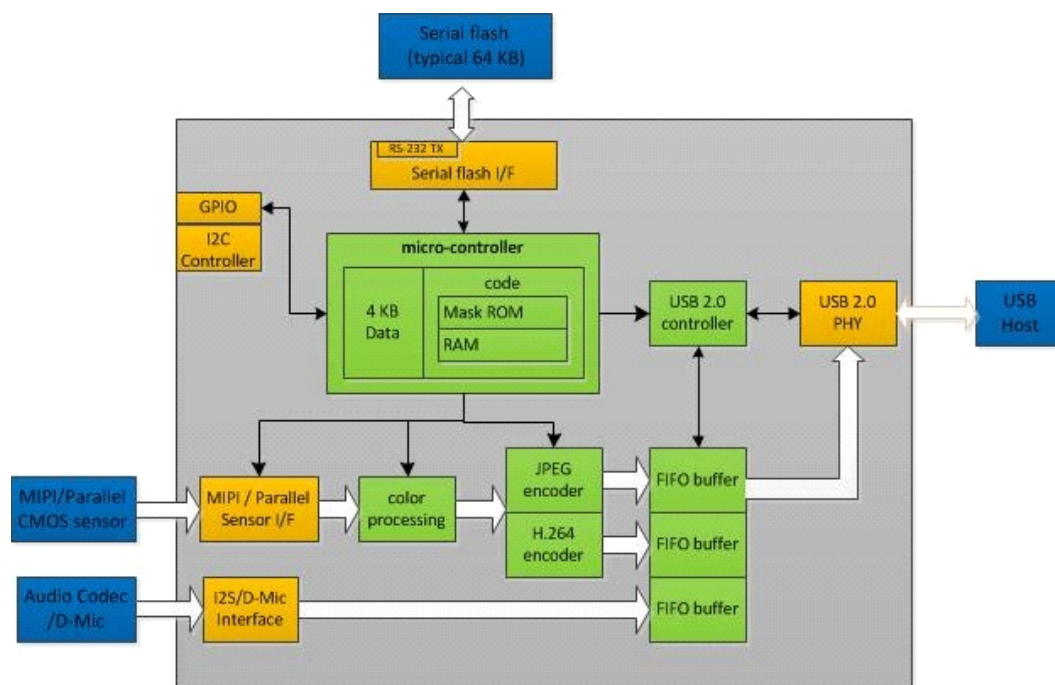 Serial flash
(typical 64 KB)
RS-232 TX
Serial flash I/F
GPIO
I2C
Controller
micro-controller
4 KB
Data
code
Mask ROM
RAM
USB 2.0
controller
USB 2.0
PHY
USB
Host
MIPI/Parallel
CMOS sensor
MIPI / Parallel
Sensor I/F
color
processing
JPEG
encoder
H.264
encoder
FIFO buffer
FIFO buffer
FIFO buffer
Audio Codec
/D-Mic
I2S/D-Mic
Interface